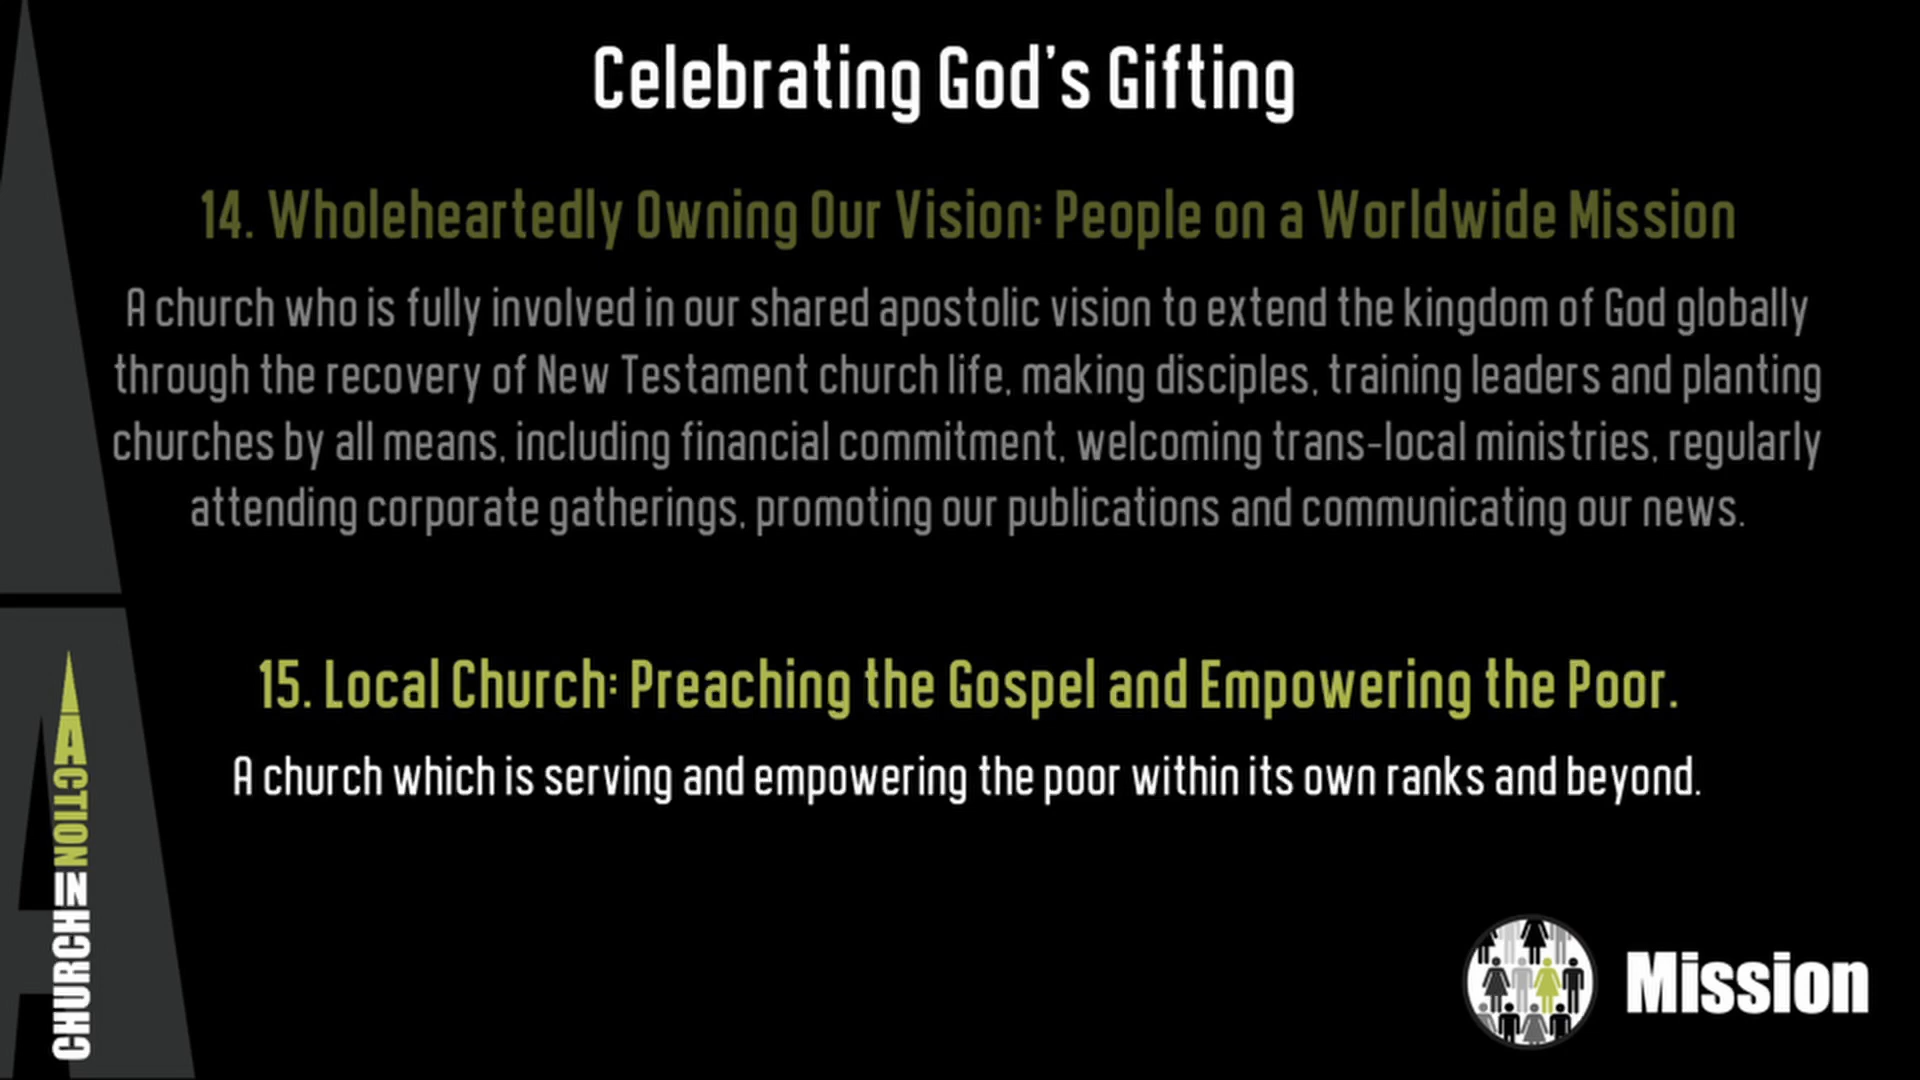 Celebrating God's Gifting
14. Wholeheartedly Owning Our Vision: People on a Worldwide Mission
A church who is fully involved in our shared apostolic vision to extend the kingdom of God globally
through the recovery of New Testament church life, making disciples, training leaders and planting
churches by all means, including financial commitment, welcoming trans-local ministries, regularly
attending corporate gatherings, promoting our publications and communicating our news.
15. Local Church: Preaching the Gospel and Empowering the Poor.
A church which is serving and empowering the poor within its own ranks and beyond.
CHURCH IN ACTION
Mission